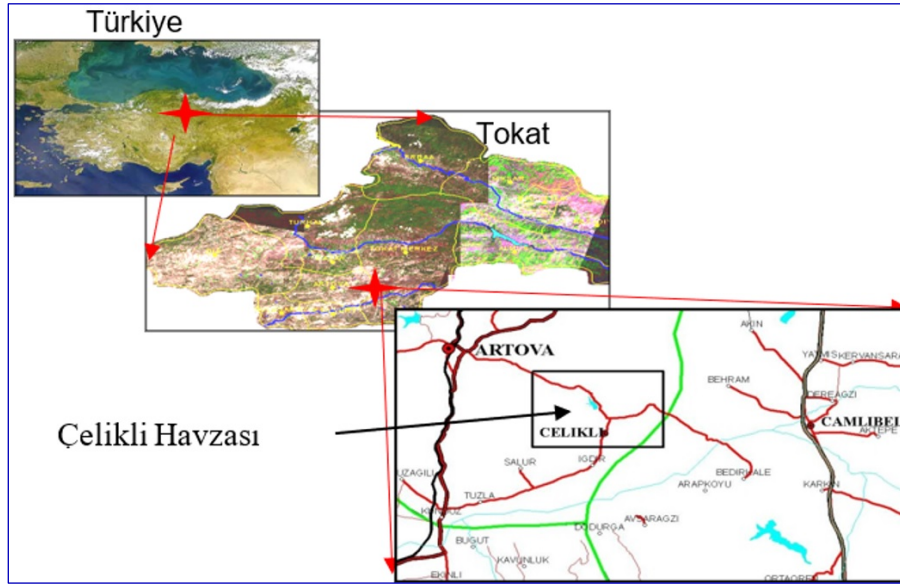 Türkiye
Tokat
Çelikli Havzası
ARTOVA
AKIN
YATMIS
KERVANSARA
BEHRAM
DEREAGZI
CELIKLI
CAMLIBEL
AKTEPE
SALUR
IGDIR
UZAGILI
BEDIRHALE
ARAPKOYU
KARKIN
TUZLA
AVSARAGZI
DODURGA
BUGUT
KAVUNLUK
EKINLI
ORTAOREN